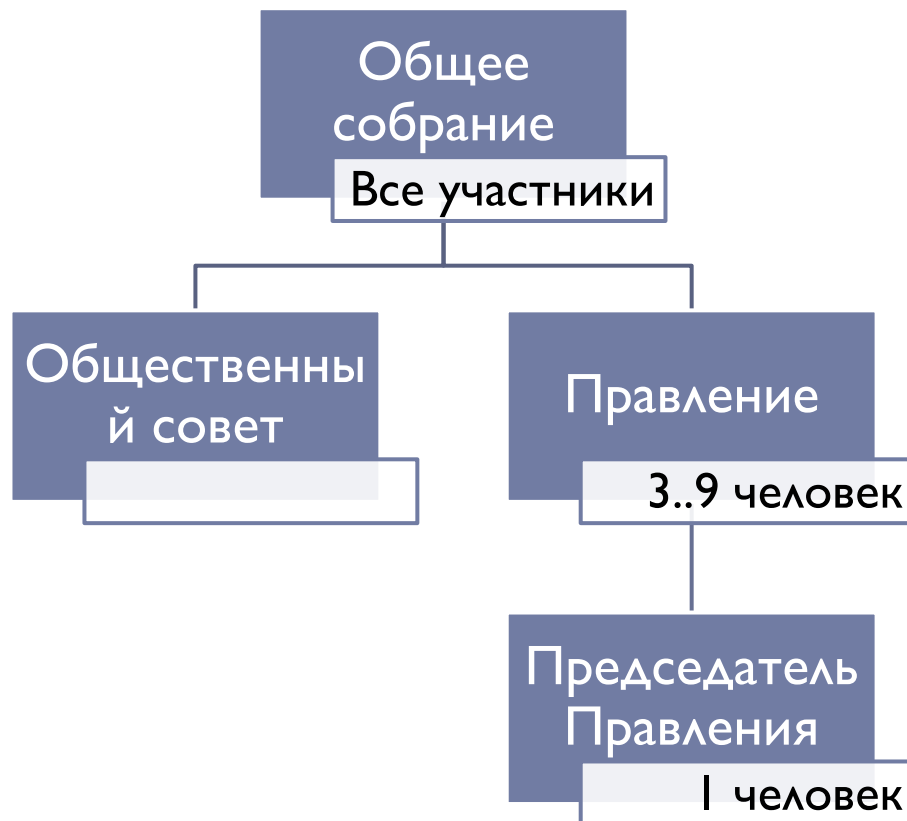 Общее
собрание
Все участники
Общественны
й совет
Правление
3..9 человек
Председатель
Правления
1 человек